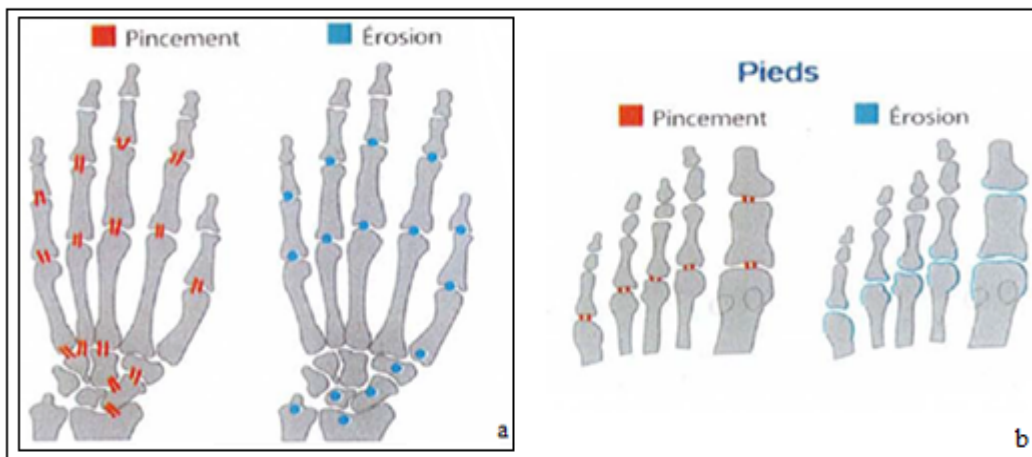 Pincement
Érosion
a
Pieds
Pincement
Érosion
b